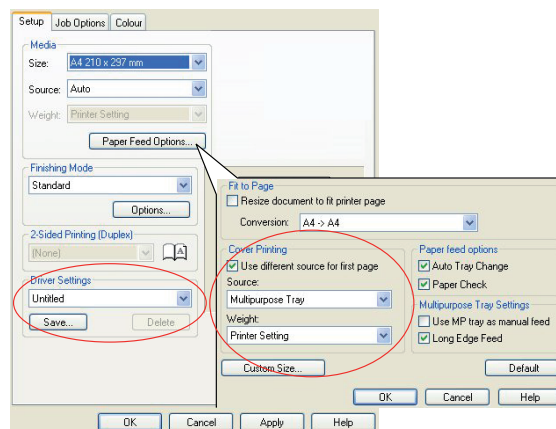 Setup Job Options Colour
Media
Size: A4 210 x 297 mm
Source: Auto
Weight: Printer Setting
Paper Feed Options...
Finishing Mode
Standard
Options...
2-Sided Printing (Duplex)
(None)
A
Driver Settings
Untitled
Save... Delete
OK Cancel Apply Help
Fit to Page
Resize document to fit printer page
Conversion: A4 -> A4
Cover Printing
Use different source for first page
Source:
Multipurpose Tray
Weight:
Printer Setting
Custom Size...
Paper feed options
Auto Tray Change
Paper Check
Multipurpose Tray Settings
Use MP tray as manual feed
Long Edge Feed
Default
OK Cancel Help